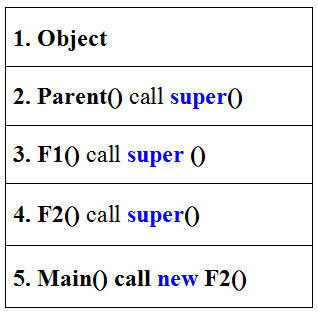 1. Object
2. Parent() call super()
3. F1() call super ()
4. F2() call super()
5. Main() call new F2()